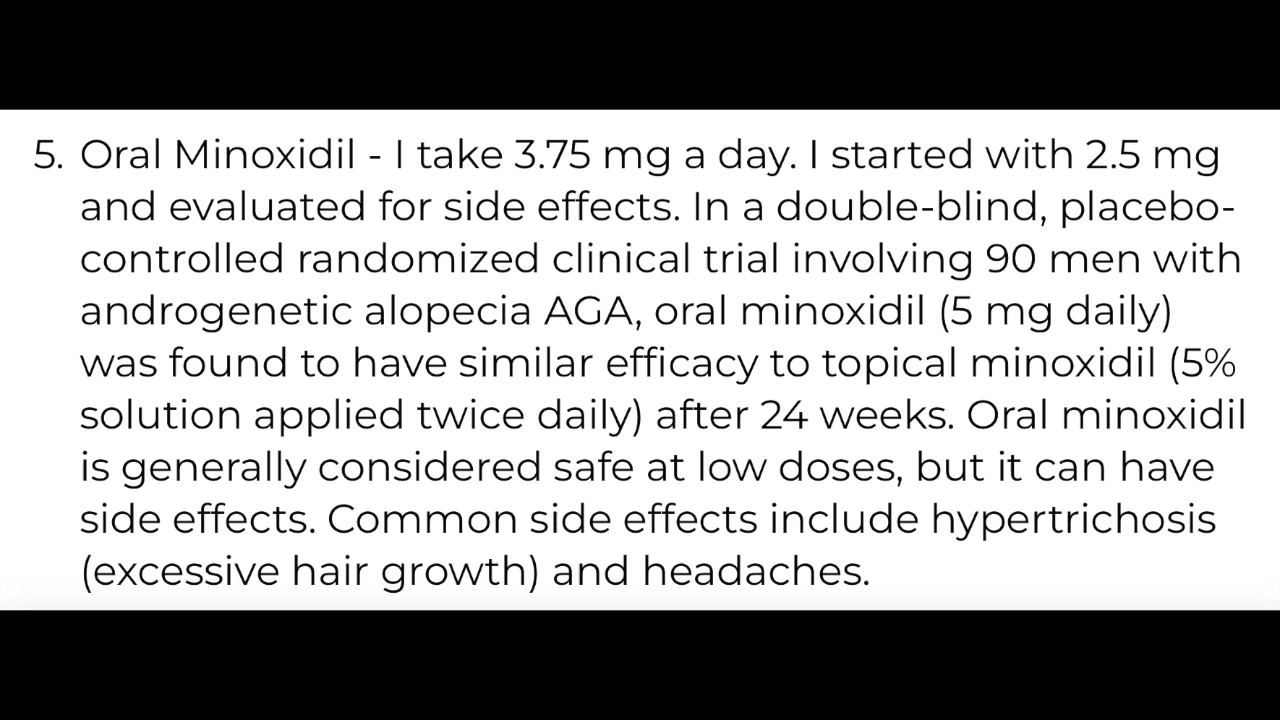 5. Oral Minoxidil - I take 3.75 mg a day. I started with 2.5 mg
and evaluated for side effects. In a double-blind, placebo-
controlled randomized clinical trial involving 90 men with
androgenetic alopecia AGA, oral minoxidil (5 mg daily)
was found to have similar efficacy to topical minoxidil (5%
solution applied twice daily) after 24 weeks. Oral minoxidil
is generally considered safe at low doses, but it can have
side effects. Common side effects include hypertrichosis
(excessive hair growth) and headaches.